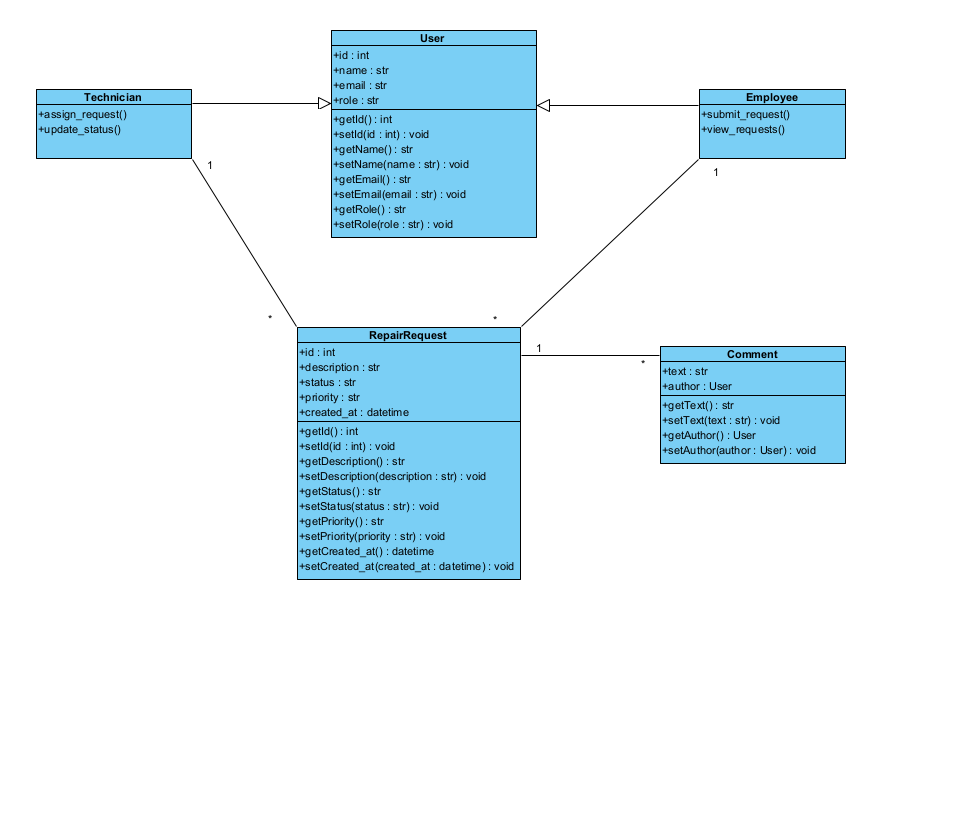 User
+id : int
+name : str
+email : str
+role : str
+getId() : int
+setId(id : int) : void
+getName() : str
+setName(name : str) : void
+getEmail() : str
+setEmail(email : str) : void
+getRole() : str
+setRole(role : str) : void
Technician
+assign_request()
+update_status()
Employee
+submit_request()
+view_requests()
1
1
*
*
RepairRequest
+id : int
+description : str
+status : str
+priority : str
+created_at : datetime
+getId() : int
+setId(id : int) : void
+getDescription() : str
+setDescription(description : str) : void
+getStatus() : str
+setStatus(status : str) : void
+getPriority() : str
+setPriority(priority : str) : void
+getCreated_at() : datetime
+setCreated_at(created_at : datetime) : void
1
*
Comment
+text : str
+author : User
+getText() : str
+setText(text : str) : void
+getAuthor() : User
+setAuthor(author : User) : void